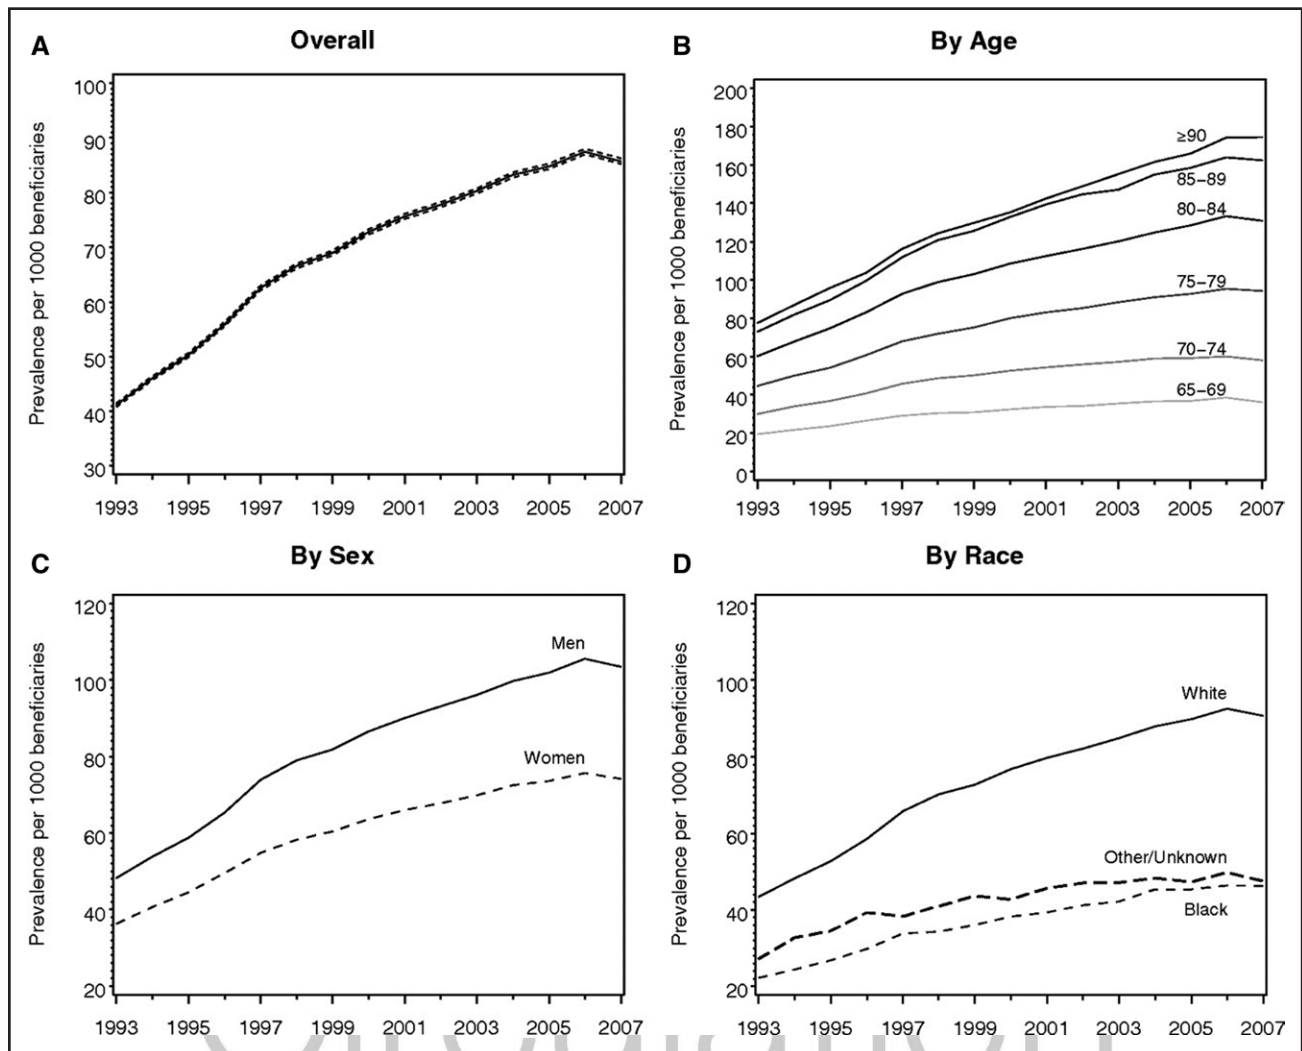 A
Overall
Prevalence per 1000 beneficiaries
100
90
80
70
60
50
40
30
1993 1995 1997 1999 2001 2003 2005 2007
B
By Age
Prevalence per 1000 beneficiaries
200
180
160
140
120
100
80
60
40
20
0
≥90
85–89
80–84
75–79
70–74
65–69
1993 1995 1997 1999 2001 2003 2005 2007
C
By Sex
Prevalence per 1000 beneficiaries
120
100
80
60
40
20
Men
Women
1993 1995 1997 1999 2001 2003 2005 2007
D
By Race
Prevalence per 1000 beneficiaries
120
100
80
60
40
20
White
Other/Unknown
Black
1993 1995 1997 1999 2001 2003 2005 2007